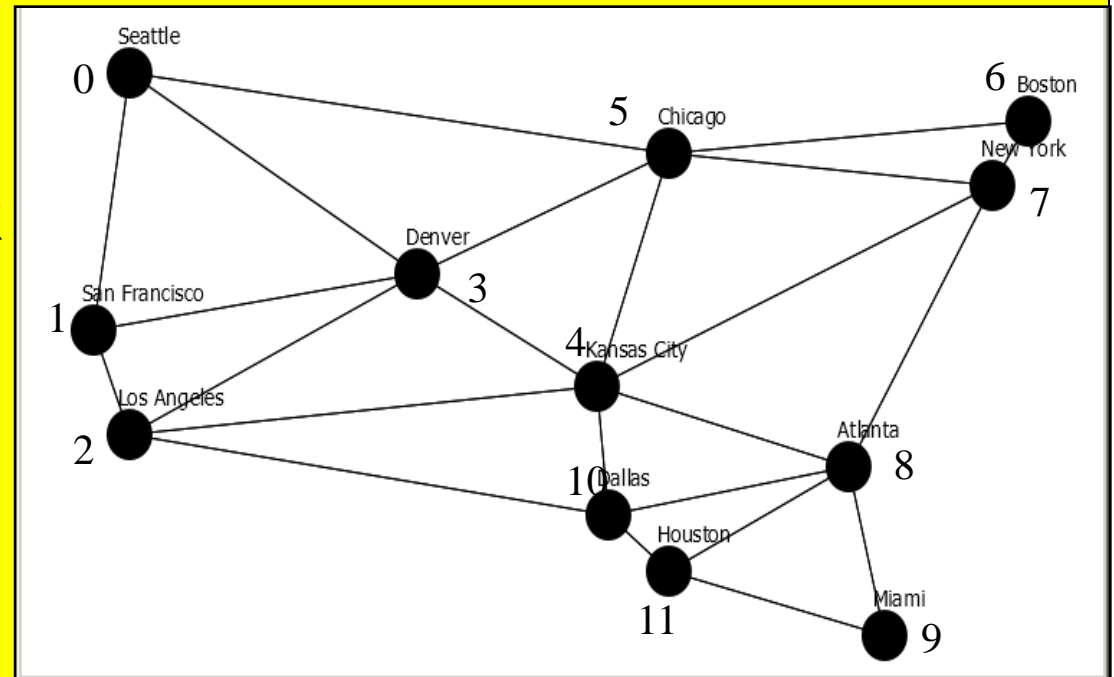 Seattle
0
6
Boston
5
Chicago
New York
7
Denver
3
San Francisco
1
4
Kansas City
Los Angeles
2
Atlanta
8
10
Dallas
Houston
11
Miami
9